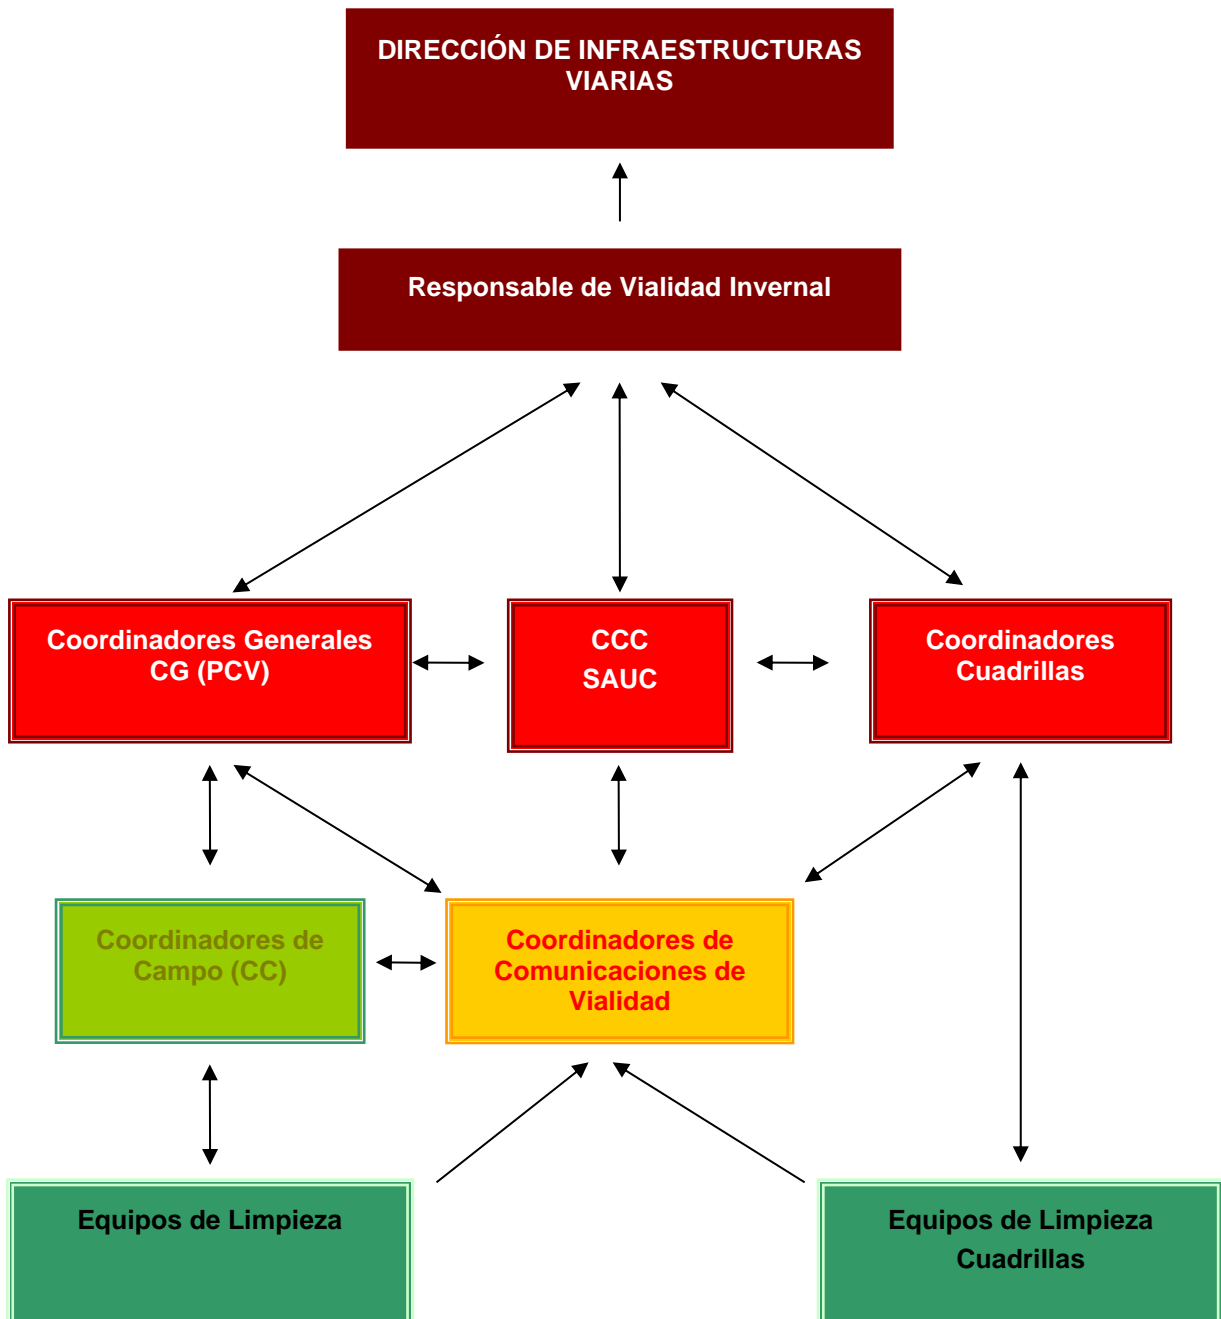 DIRECCIÓN DE INFRAESTRUCTURAS
VIARIAS
Responsable de Vialidad Invernal
Coordinadores Generales
CG (PCV)
CCC
SAUC
Coordinadores
Cuadrillas
Coordinadores de
Campo (CC)
Coordinadores de
Comunicaciones de
Vialidad
Equipos de Limpieza
Equipos de Limpieza
Cuadrillas